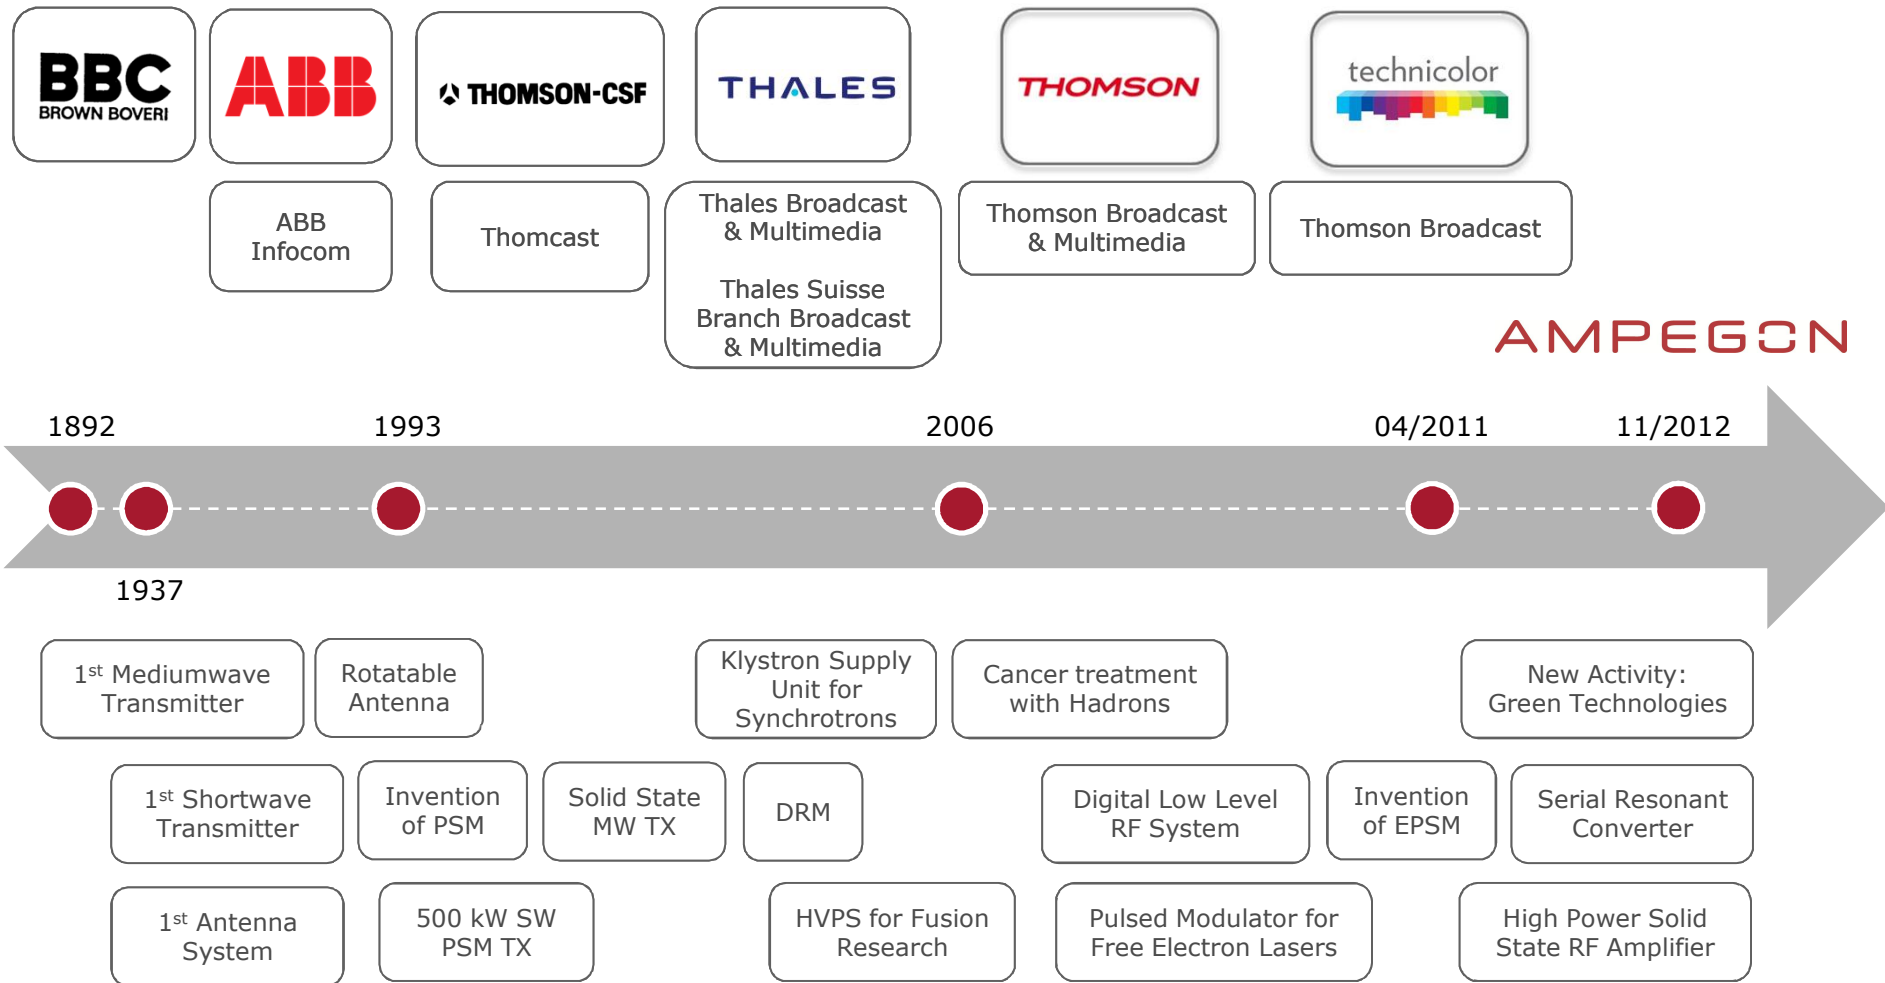 BBC
BROWN BOVERI
ABB
THOMSON-CSF
THALES
THOMSON
technicolor
ABB
Infocom
Thomcast
Thales Broadcast
& Multimedia
Thales Suisse
Branch Broadcast
& Multimedia
Thomson Broadcast
& Multimedia
Thomson Broadcast
AMPEGON
1892
1993
2006
04/2011
11/2012
1937
1st Mediumwave
Transmitter
Rotatable
Antenna
Klystron Supply
Unit for
Synchrotrons
Cancer treatment
with Hadrons
New Activity:
Green Technologies
1st Shortwave
Transmitter
Invention
of PSM
Solid State
MW TX
DRM
Digital Low Level
RF System
Invention
of EPSM
Serial Resonant
Converter
1st Antenna
System
500 kW SW
PSM TX
HVPS for Fusion
Research
Pulsed Modulator for
Free Electron Lasers
High Power Solid
State RF Amplifier